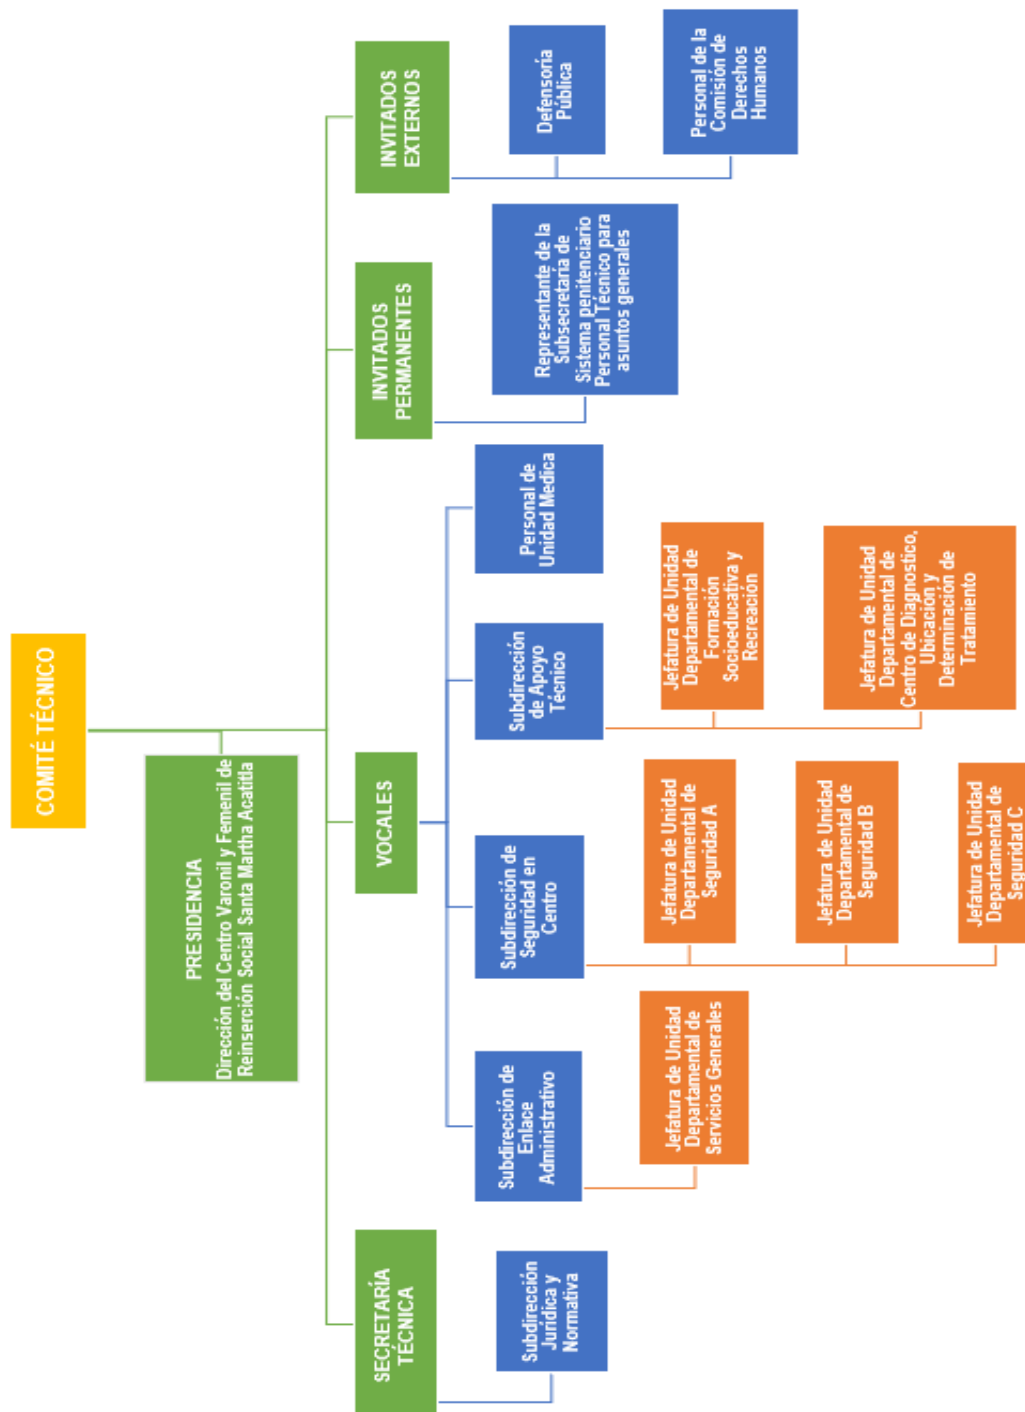 COMITÉ TÉCNICO
PRESIDENCIA
Dirección del Centro Varonil y Femenil de
Reinserción Social Santa Martha Acatitla
SECRETARÍA
TÉCNICA
VOCALES
INVITADOS
PERMANENTES
INVITADOS
EXTERNOS
Subdirección
Jurídica y
Normativa
Subdirección de
Enlace
Administrativo
Subdirección de
Seguridad en
Centro
Subdirección
de Apoyo
Técnico
Personal de
Unidad Medica
Representante de la
Subsecretaría de
Sistema penitenciario
Personal Técnico para
asuntos generales
Defensoría
Pública
Personal de la
Comisión de
Derechos
Humanos
Jefatura de Unidad
Departamental de
Servicios Generales
Jefatura de Unidad
Departamental de
Seguridad A
Jefatura de Unidad
Departamental de
Seguridad B
Jefatura de Unidad
Departamental de
Seguridad C
Jefatura de Unidad
Departamental de
Formación
Socioeducativa y
Recreación
Jefatura de Unidad
Departamental de
Centro de Diagnostico,
Ubicación y
Determinación de
Tratamiento